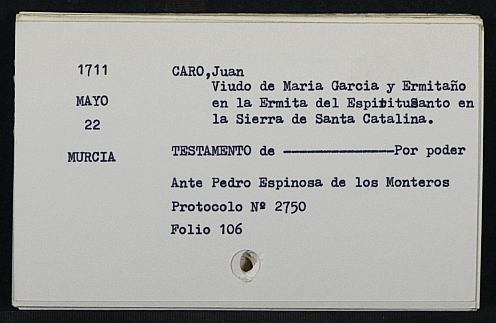 1711
MAYO
22
MURCIA
CARO,Juan
Viudo de Maria Garcia y Ermitaño
en la Ermita del EspirituSanto en
la Sierra de Santa Catalina.
TESTAMENTO de ---------------Por poder
Ante Pedro Espinosa de los Monteros
Protocolo Nº 2750
Folio 106